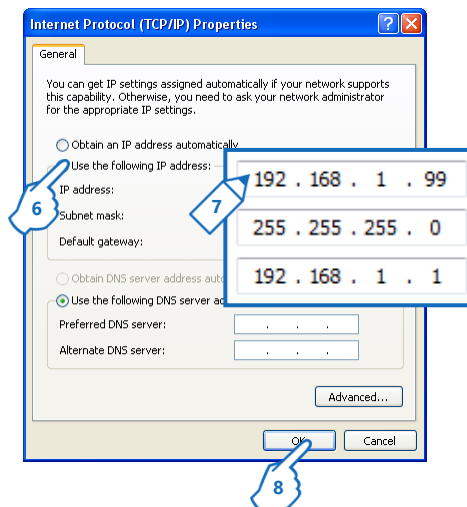 Internet Protocol (TCP/IP) Properties
General
You can get IP settings assigned automatically if your network supports
this capability. Otherwise, you need to ask your network administrator
for the appropriate IP settings.
Obtain an IP address automatically
Use the following IP address:
IP address:
192 . 168 . 1 . 99
6
7
Subnet mask:
255 . 255 . 255 . 0
Default gateway:
192 . 168 . 1 . 1
Obtain DNS server address
Use the following DNS server
Preferred DNS server:
. . .
Alternate DNS server:
. . .
Advanced...
OK
Cancel
8